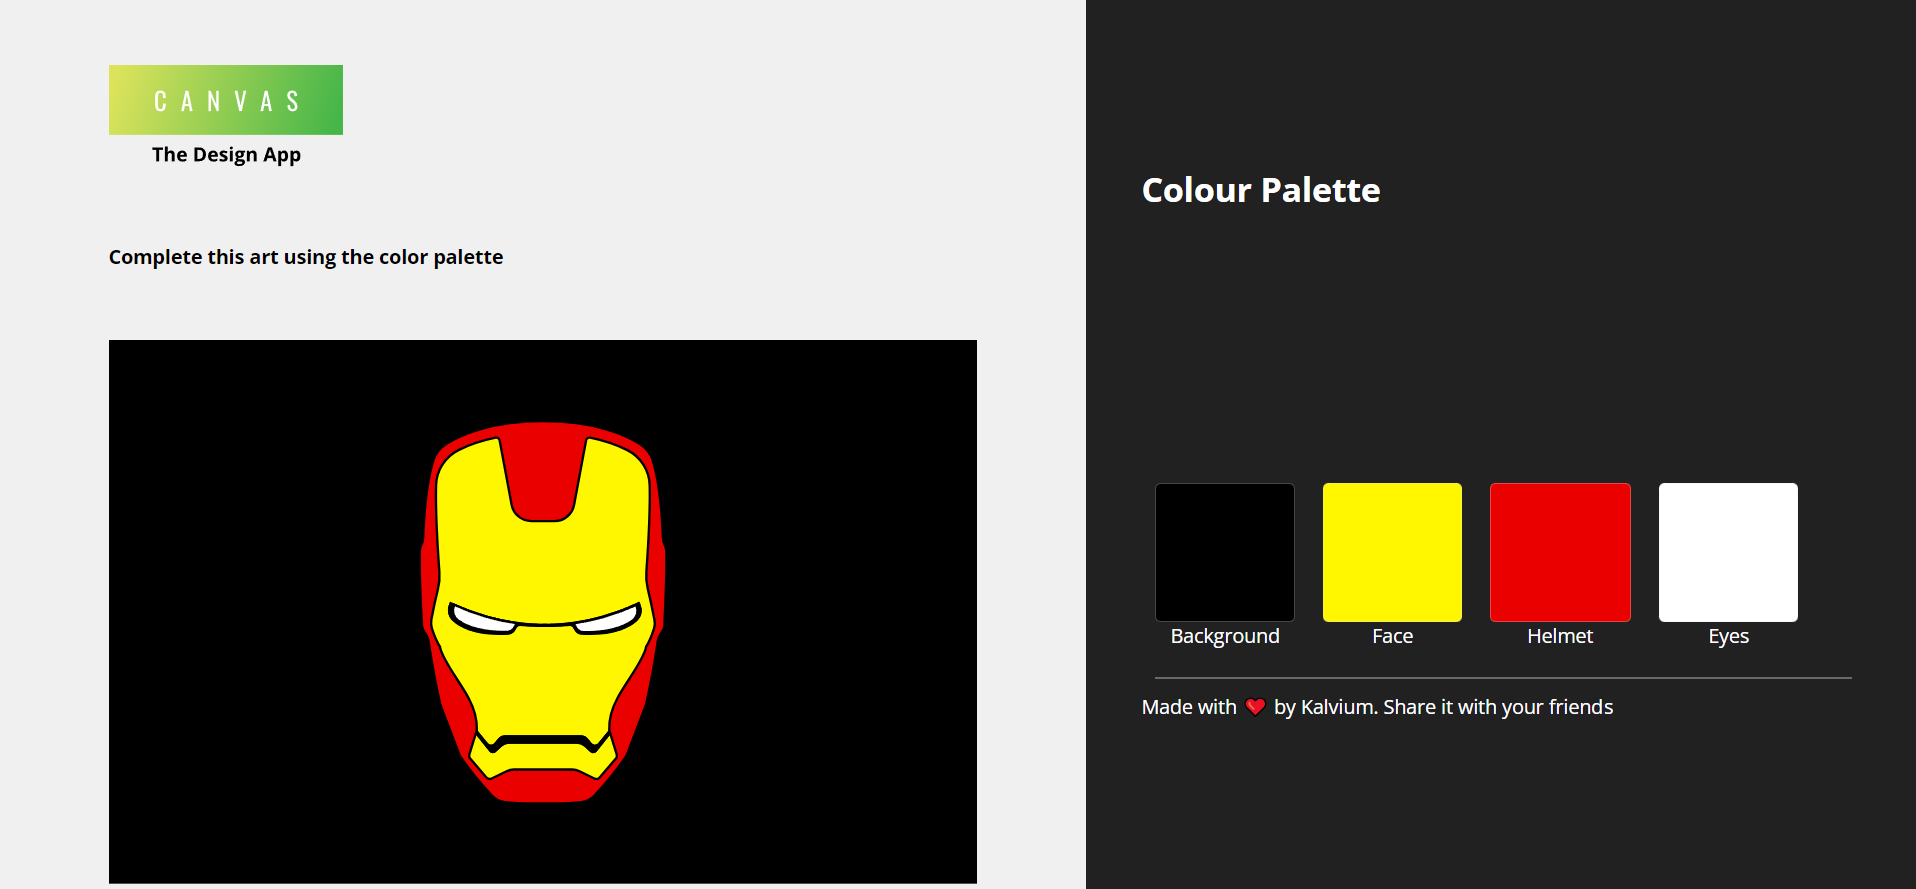 CANVAS
The Design App
Complete this art using the color palette
Colour Palette
Background
Face
Helmet
Eyes
Made with ❤ by Kalvium. Share it with your friends